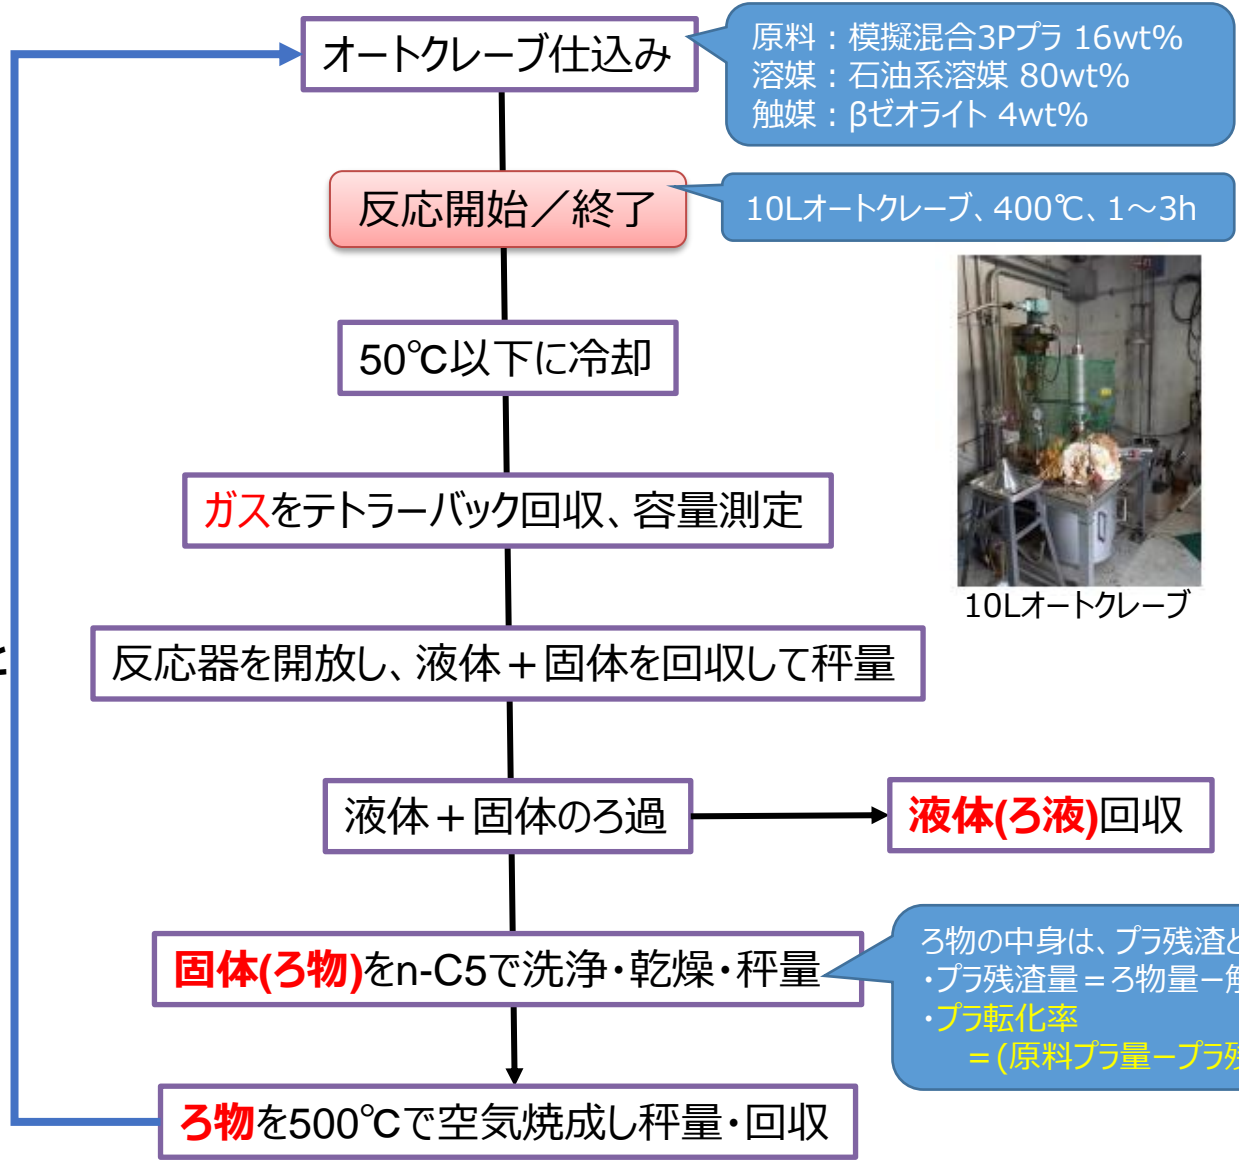 オートクレーブ仕込み
原料：模擬混合3Pプラ 16wt%
溶媒：石油系溶媒 80wt%
触媒：βゼオライト 4wt%
反応開始／終了
10Lオートクレーブ、400℃、1～3h
50℃以下に冷却
ガスをテトラーバック回収、容量測定
10Lオートクレーブ
と
反応器を開放し、液体＋固体を回収して秤量
液体＋固体のろ過
液体(ろ液)回収
固体(ろ物)をn-C5で洗浄・乾燥・秤量
ろ物の中身は、プラ残渣と
・プラ残渣量＝ろ物量－触
・プラ転化率
＝(原料プラ量－プラ残
ろ物を500℃で空気焼成し秤量・回収